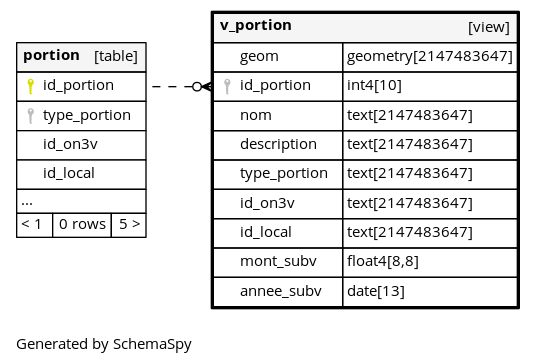 portion [table]
id_portion
type_portion
id_on3v
id_local
...
< 1 0 rows 5 >
v_portion [view]
geom geometry[2147483647]
id_portion int4[10]
nom text[2147483647]
description text[2147483647]
type_portion text[2147483647]
id_on3v text[2147483647]
id_local text[2147483647]
mont_subv float4[8,8]
annee_subv date[13]
Generated by SchemaSpy